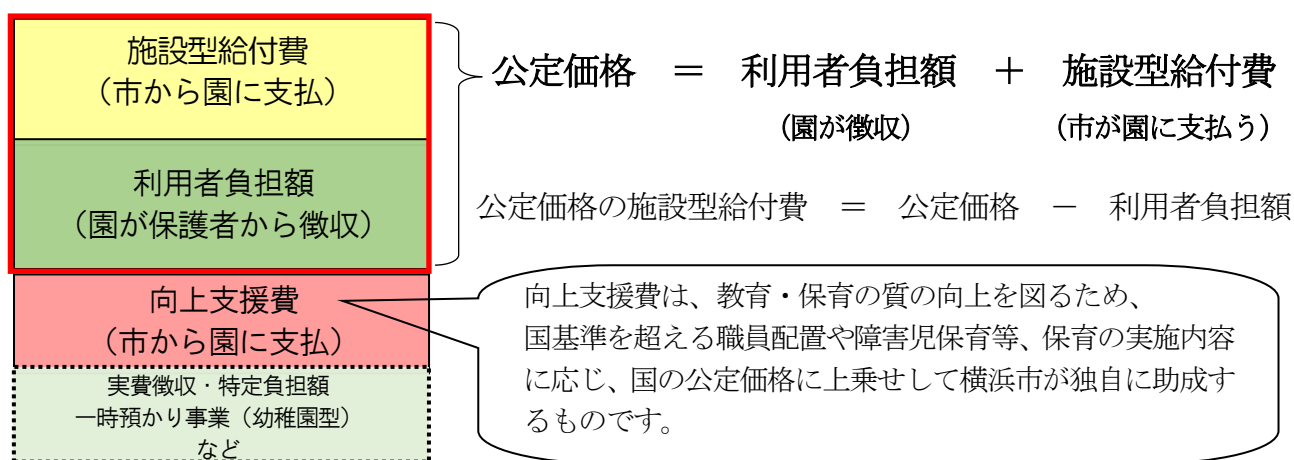 施設型給付費
（市から園に支払）
利用者負担額
（園が保護者から徴収）
向上支援費
（市から園に支払）
実費徴収・特定負担額
一時預かり事業（幼稚園型）
など
公定価格　＝　利用者負担額　＋　施設型給付費
（園が徴収）　（市が園に支払う）
公定価格の施設型給付費　＝　公定価格　－　利用者負担額
向上支援費は、教育・保育の質の向上を図るため、
国基準を超える職員配置や障害児保育等、保育の実施内容
に応じ、国の公定価格に上乗せして横浜市が独自に助成す
るものです。